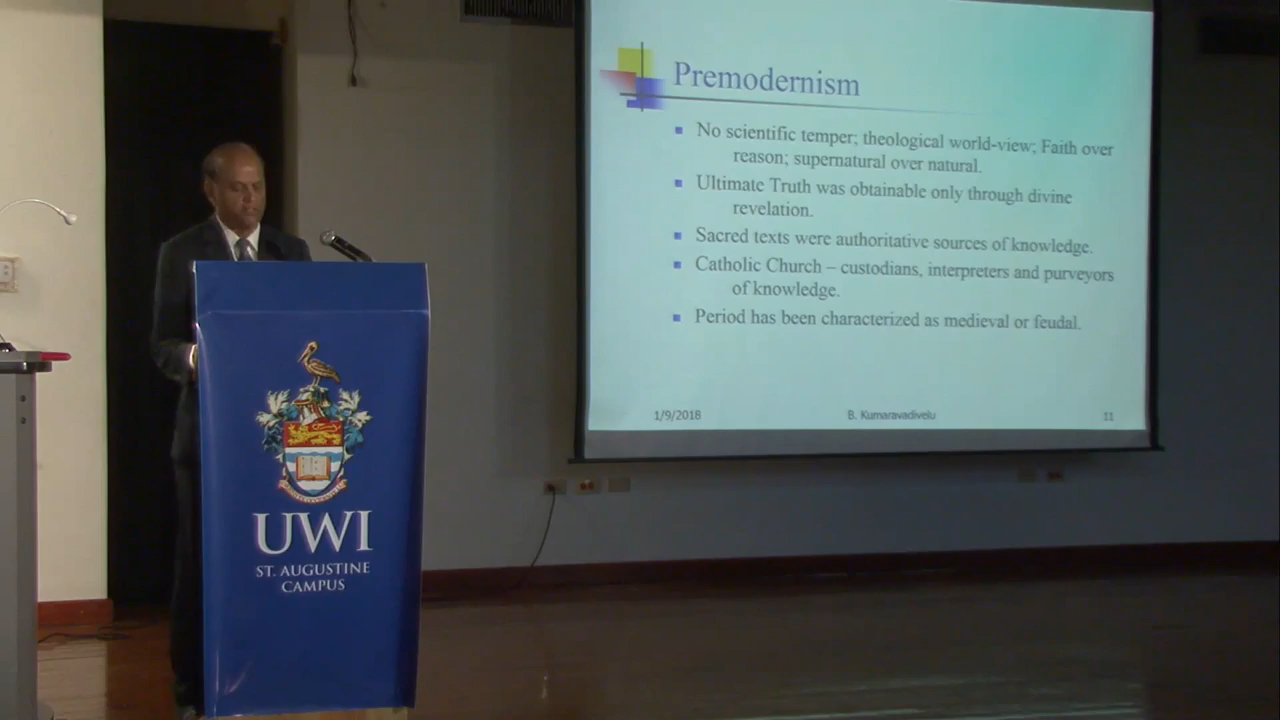 Premodernism
No scientific temper; theological world-view; Faith over
reason; supernatural over natural.
Ultimate Truth was obtainable only through divine
revelation.
Sacred texts were authoritative sources of knowledge.
Catholic Church – custodians, interpreters and purveyors
of knowledge.
Period has been characterized as medieval or feudal.
1/9/2018
B. Kumaravadivelu
11
UWI
ST. AUGUSTINE
CAMPUS